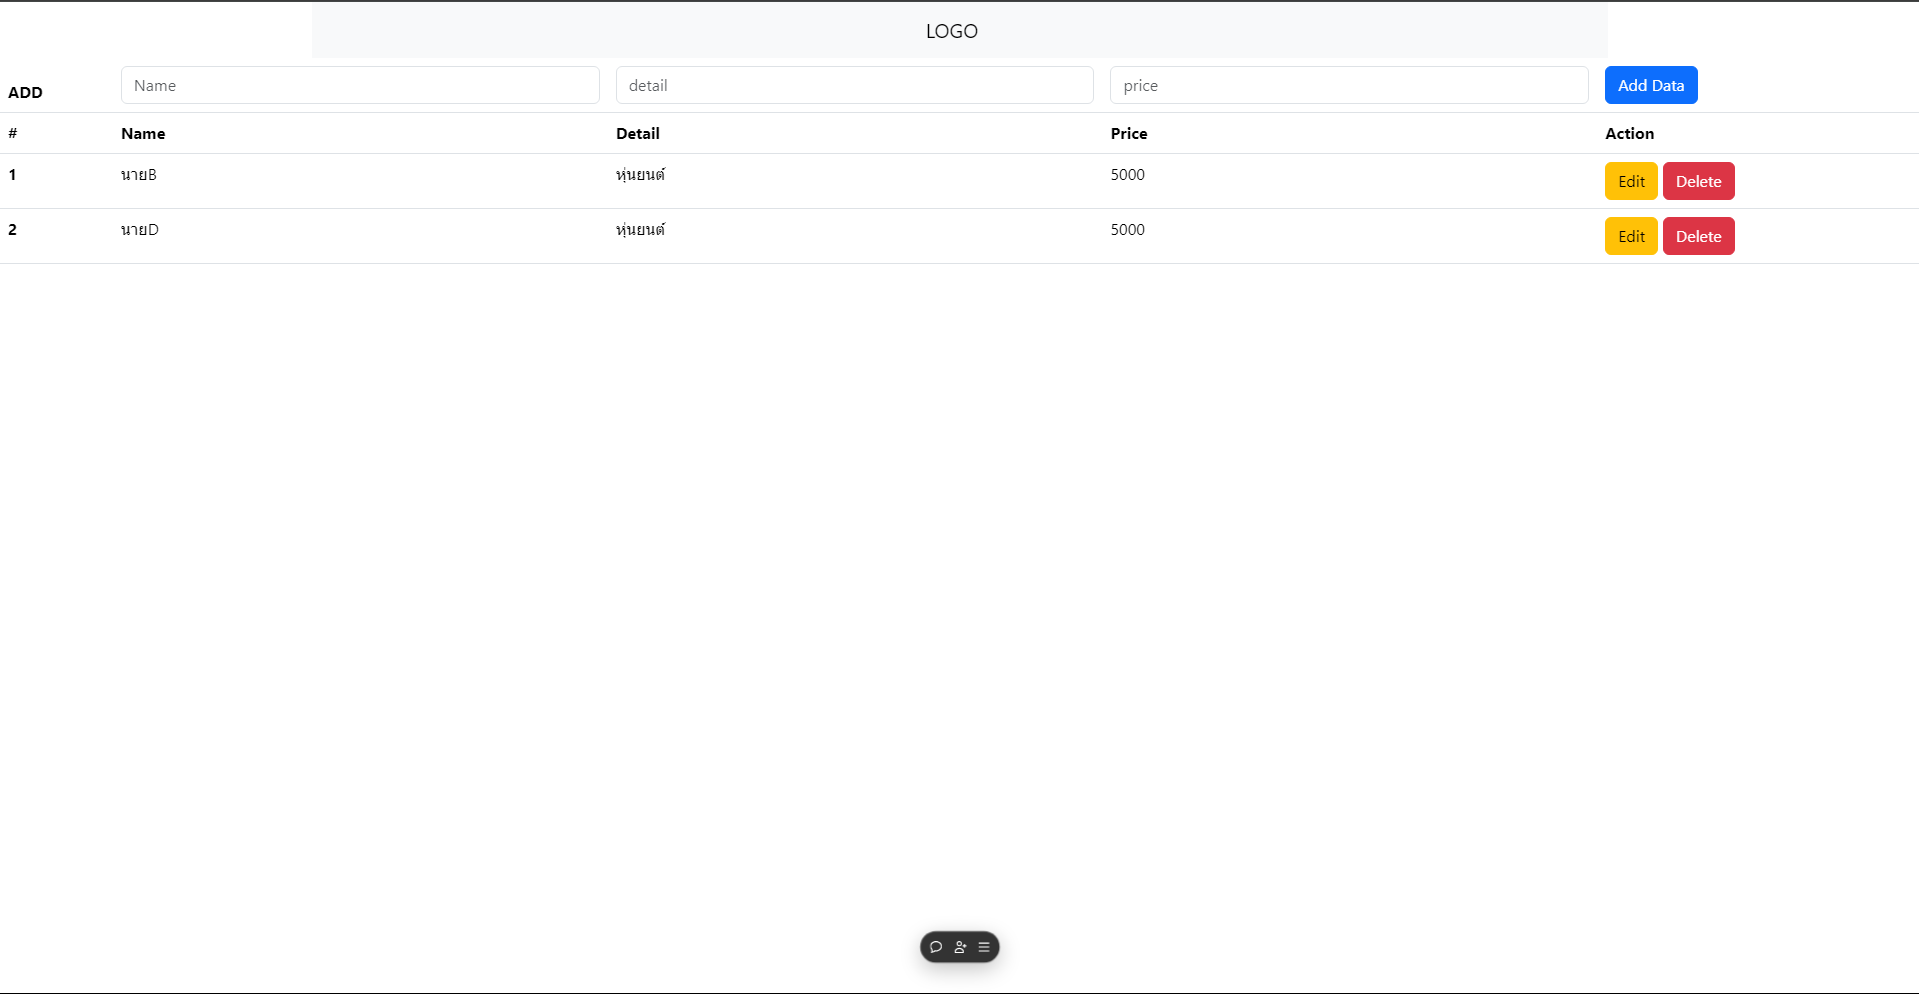 LOGO
ADD Name detail price Add Data
# Name Detail Price Action
1 นายB หุ่นยนต์ 5000 Edit Delete
2 นายD หุ่นยนต์ 5000 Edit Delete